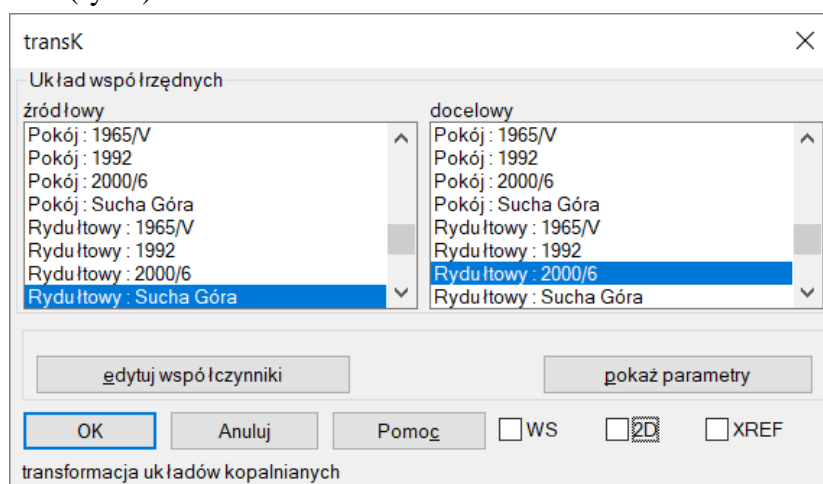 transK
Układ współrzędnych
źródłowy
docelowy
Pokój : 1965/V
Pokój : 1992
Pokój : 2000/6
Pokój : Sucha Góra
Rydułtowy : 1965/V
Rydułtowy : 1992
Rydułtowy : 2000/6
Rydułtowy : Sucha Góra
Pokój : 1965/V
Pokój : 1992
Pokój : 2000/6
Pokój : Sucha Góra
Rydułtowy : 1965/V
Rydułtowy : 1992
Rydułtowy : 2000/6
Rydułtowy : Sucha Góra
edytuj współczynniki
pokaż parametry
OK
Anuluj
Pomoc
WS
2D
XREF
transformacja układów kopalnianych